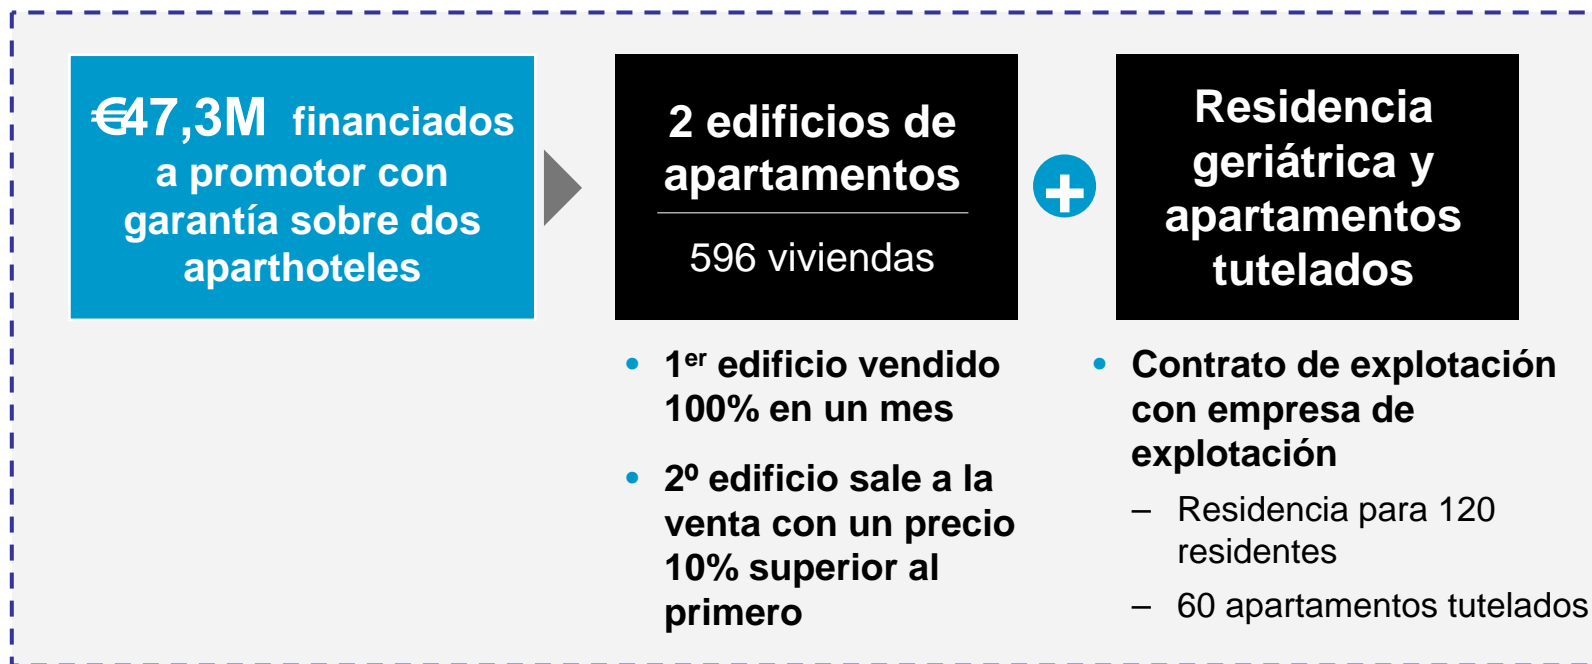 €47,3M financiados
a promotor con
garantía sobre dos
aparthoteles
2 edificios de
apartamentos
596 viviendas
+
Residencia
geriátrica y
apartamentos
tutelados
• 1er edificio vendido
100% en un mes
• 2º edificio sale a la
venta con un precio
10% superior al
primero
• Contrato de explotación
con empresa de
explotación
– Residencia para 120
residentes
– 60 apartamentos tutelados